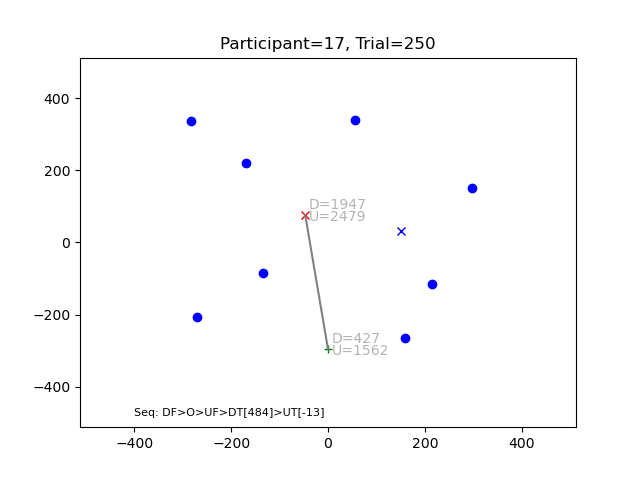 Participant=17, Trial=250
400
200
0
−200
−400
D=1947
U=2479
D=427
U=1562
Seq: DF>O>UF>DT[484]>UT[-13]
−400 −200 0 200 400